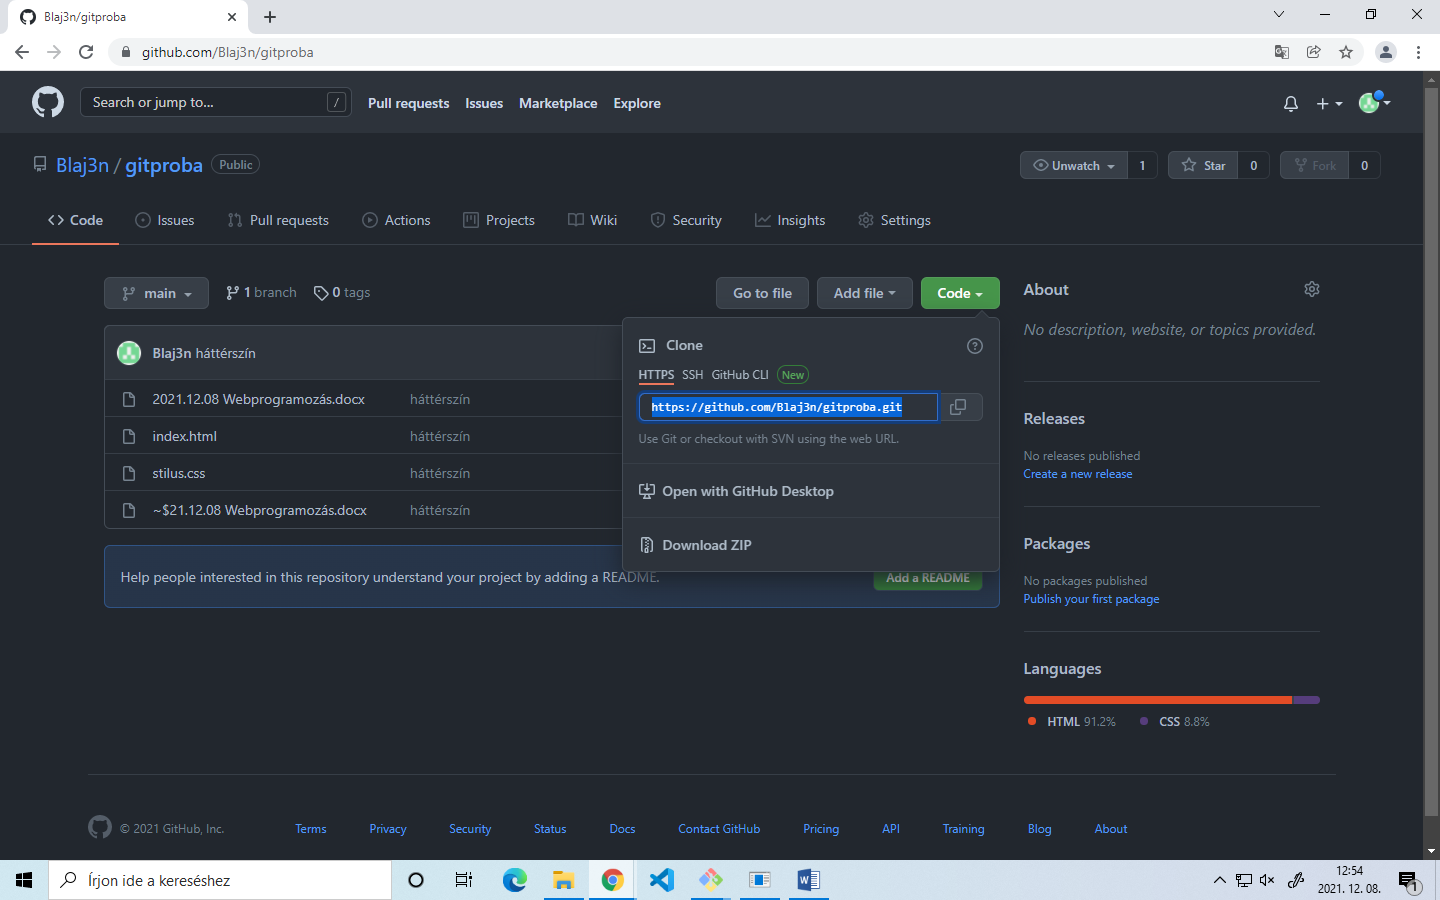 Blaj3n/gitproba
github.com/Blaj3n/gitproba
Search or jump to...
/
Pull requests
Issues
Marketplace
Explore
Blaj3n / gitproba
Public
Unwatch
1
Star
0
Fork
0
Code
Issues
Pull requests
Actions
Projects
Wiki
Security
Insights
Settings
main
1 branch
0 tags
Go to file
Add file
Code
Blaj3n háttérszín
2021.12.08 Webprogramozás.docx
háttérszín
index.html
háttérszín
stilus.css
háttérszín
~$21.12.08 Webprogramozás.docx
háttérszín
Clone
HTTPS
SSH
GitHub CLI
New
https://github.com/Blaj3n/gitproba.git
Use Git or checkout with SVN using the web URL.
Open with GitHub Desktop
Download ZIP
Help people interested in this repository understand your project by adding a README.
Add a README
About
No description, website, or topics provided.
Releases
No releases published
Create a new release
Packages
No packages published
Publish your first package
Languages
HTML 91.2%
CSS 8.8%
© 2021 GitHub, Inc.
Terms
Privacy
Security
Status
Docs
Contact GitHub
Pricing
API
Training
Blog
About
Írjon ide a kereséshez
12:54
2021. 12. 08.
1